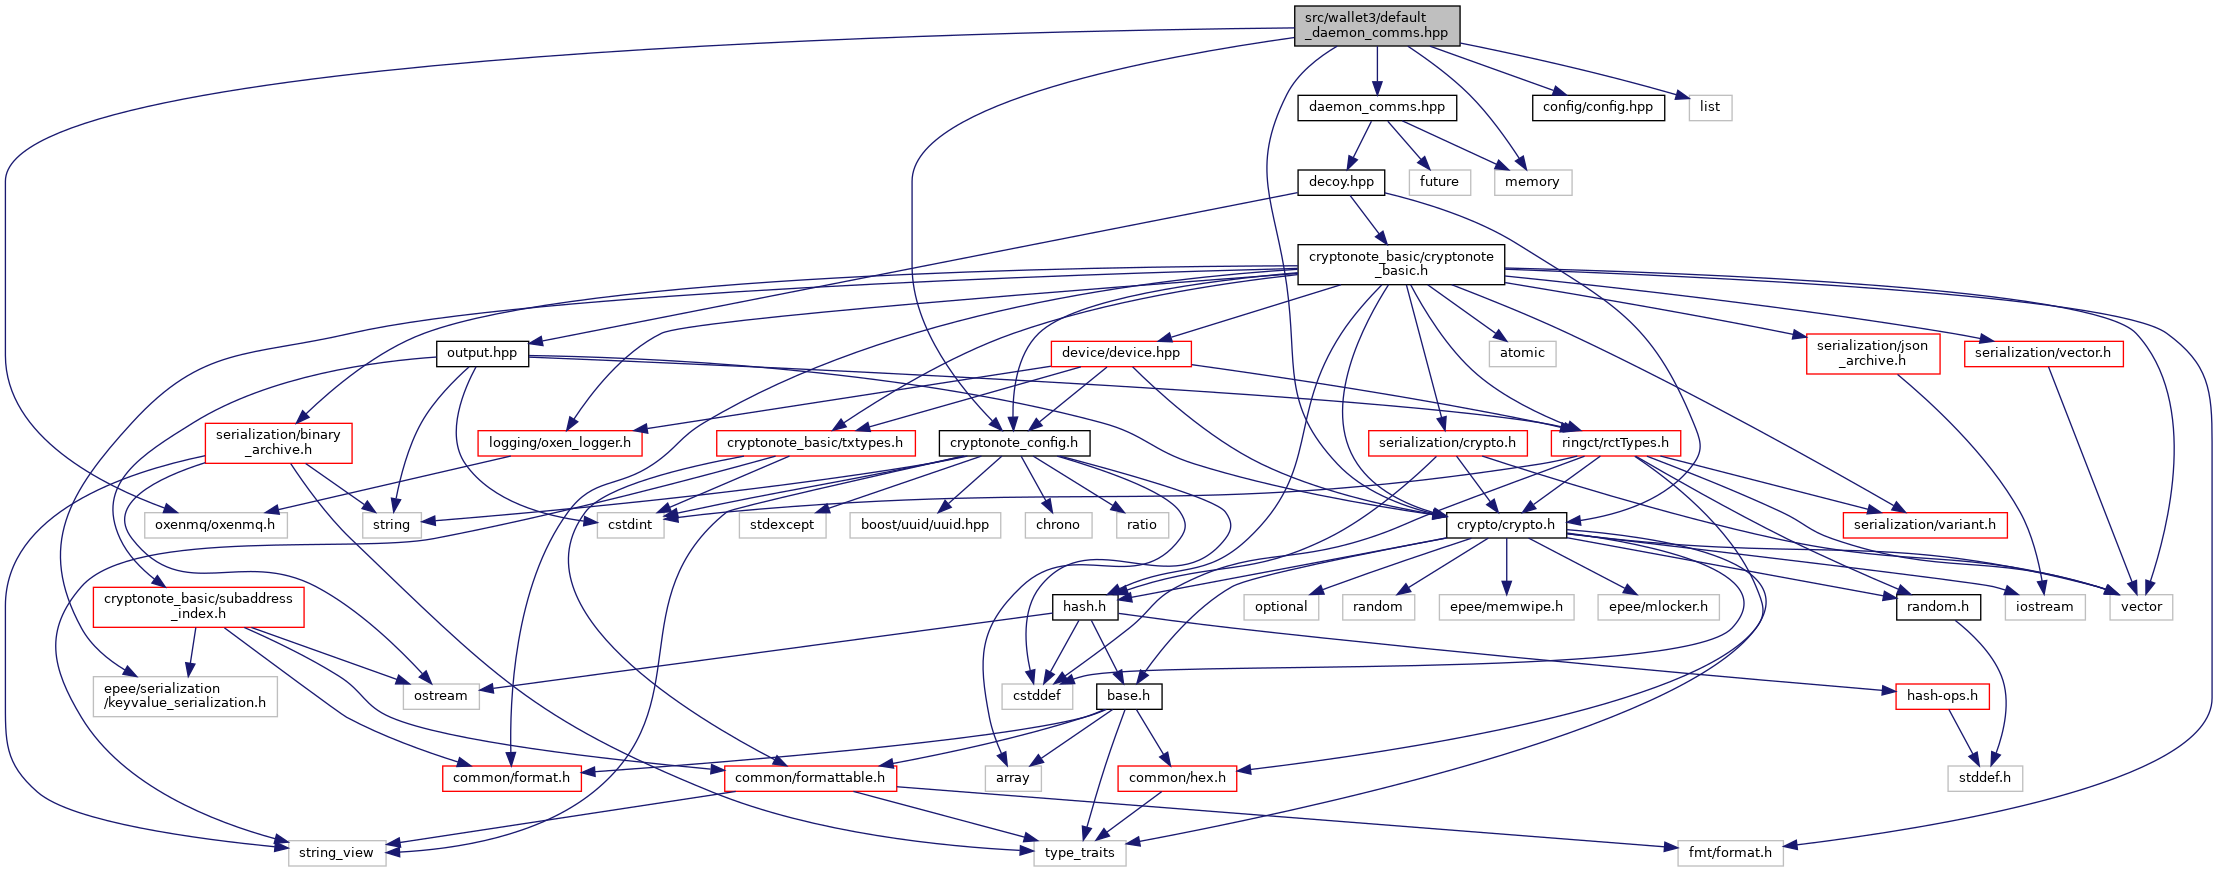 src/wallet3/default
_daemon_comms.hpp
daemon_comms.hpp
config/config.hpp
list
decoy.hpp
future
memory
cryptonote_basic/cryptonote
_basic.h
output.hpp
device/device.hpp
atomic
serialization/json
_archive.h
serialization/vector.h
serialization/binary
_archive.h
logging/oxen_logger.h
cryptonote_basic/txtypes.h
cryptonote_config.h
serialization/crypto.h
ringct/rctTypes.h
oxenmq/oxenmq.h
string
cstdint
stdexcept
boost/uuid/uuid.hpp
chrono
ratio
crypto/crypto.h
serialization/variant.h
cryptonote_basic/subaddress
_index.h
hash.h
optional
random
epee/memwipe.h
epee/mlocker.h
random.h
iostream
vector
epee/serialization
/keyvalue_serialization.h
ostream
cstddef
base.h
hash-ops.h
common/format.h
common/formattable.h
array
common/hex.h
stddef.h
string_view
type_traits
fmt/format.h